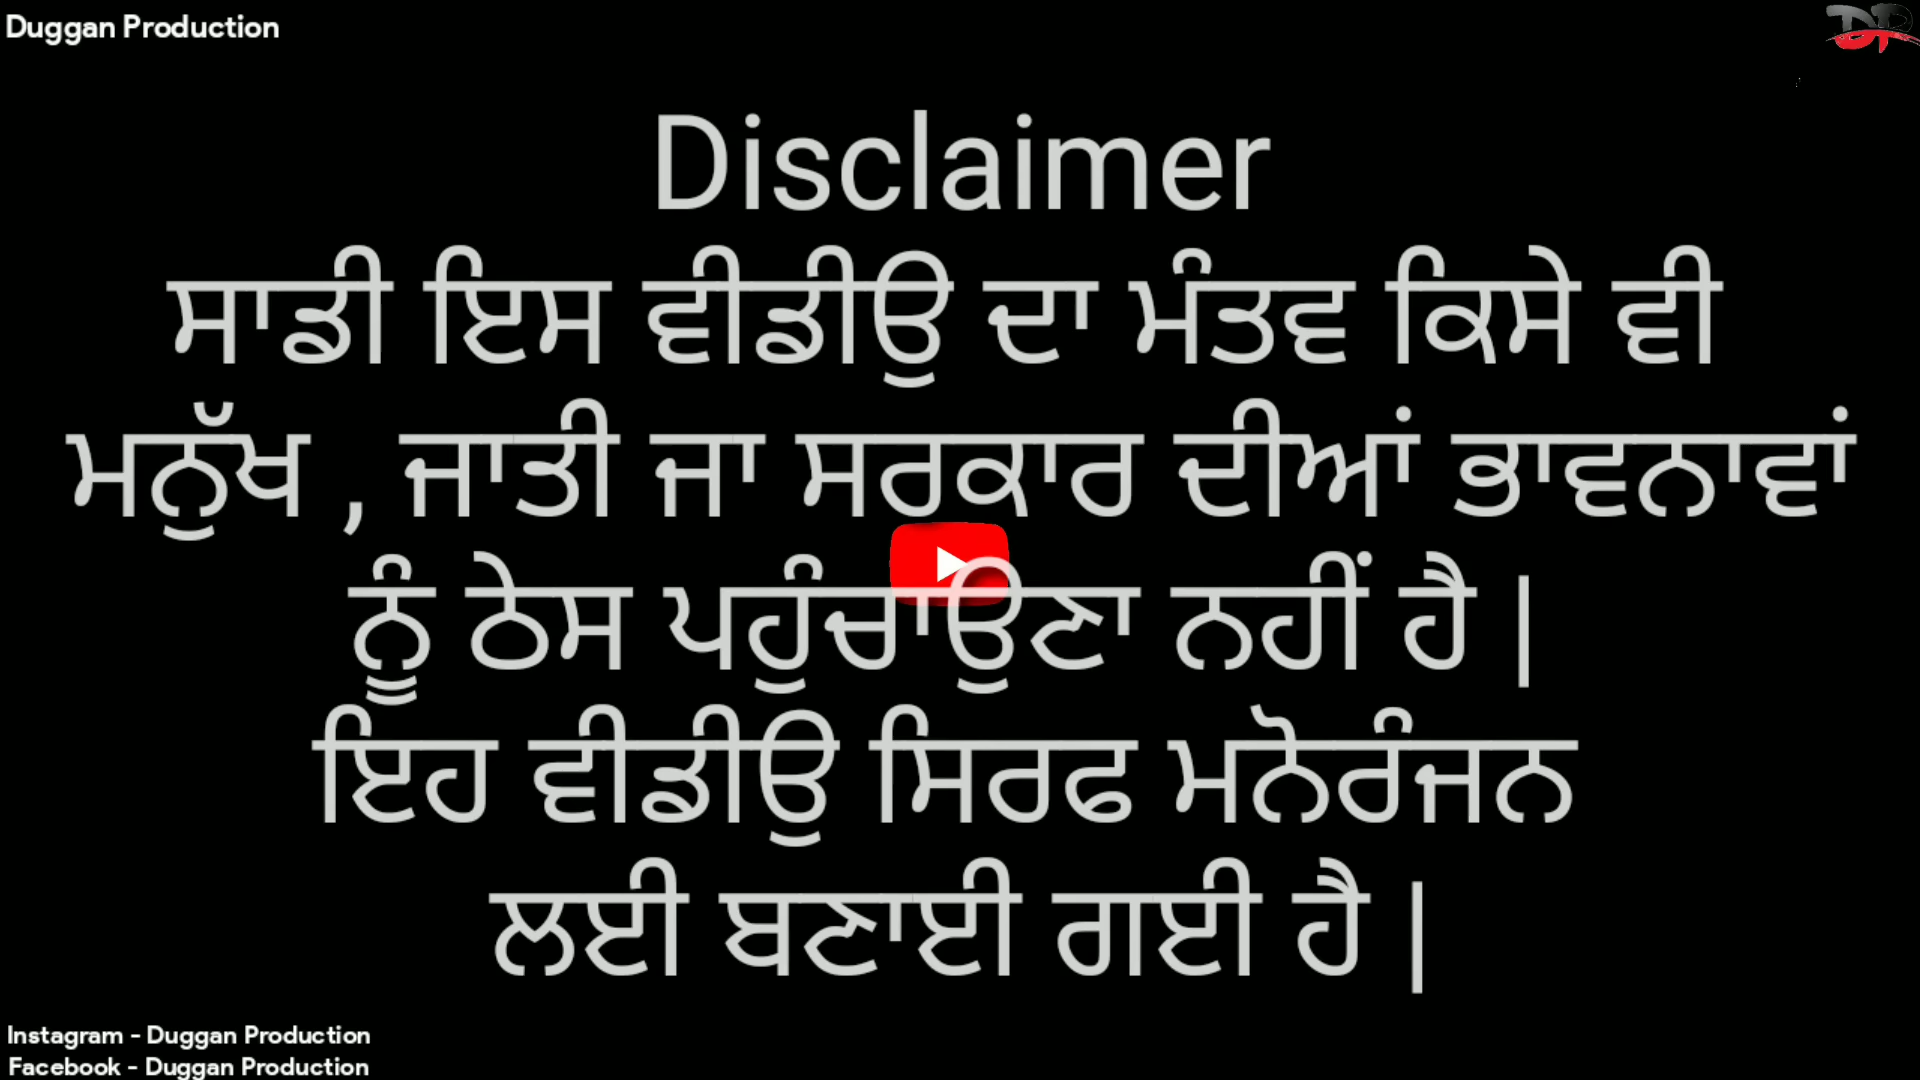 Duggan Production
DP
Disclaimer
ਸਾਡੀ ਇਸ ਵੀਡੀਉ ਦਾ ਮੰਤਵ ਕਿਸੇ ਵੀ
ਮਨੁੱਖ , ਜਾਤੀ ਜਾ ਸਰਕਾਰ ਦੀਆਂ ਭਾਵਨਾਵਾਂ
ਨੂੰ ਠੇਸ ਪਹੁੰਚਾਂਉਣਾ ਨਹੀਂ ਹੈ |
ਇਹ ਵੀਡੀਉ ਸਿਰਫ ਮਨੋਰੰਜਨ
ਲਈ ਬਣਾਈ ਗਈ ਹੈ |
Instagram - Duggan Production
Facebook - Duggan Production